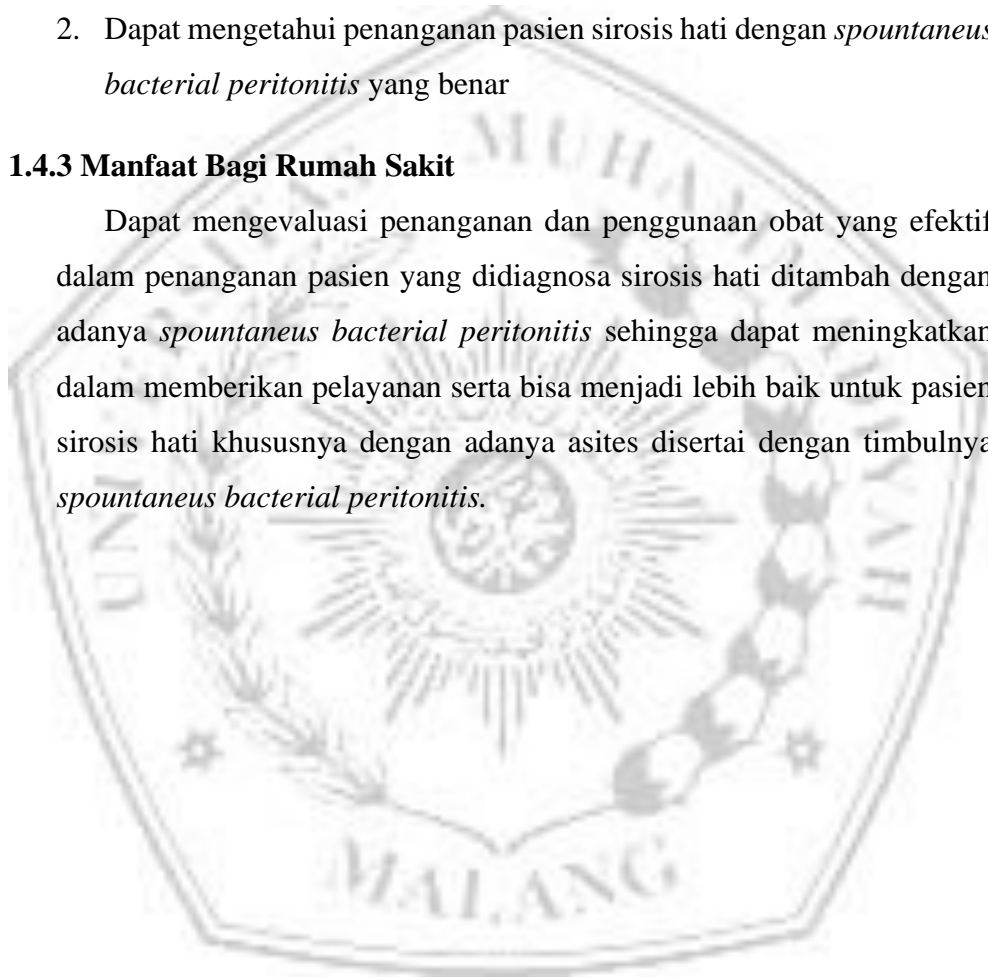 2. Dapat mengetahui penanganan pasien sirosis hati dengan spountaneus
bacterial peritonitis yang benar
1.4.3 Manfaat Bagi Rumah Sakit
Dapat mengevaluasi penanganan dan penggunaan obat yang efektif
dalam penanganan pasien yang didiagnosa sirosis hati ditambah dengan
adanya spountaneus bacterial peritonitis sehingga dapat meningkatkan
dalam memberikan pelayanan serta bisa menjadi lebih baik untuk pasien
sirosis hati khususnya dengan adanya asites disertai dengan timbulnya
spountaneus bacterial peritonitis.
MALANG